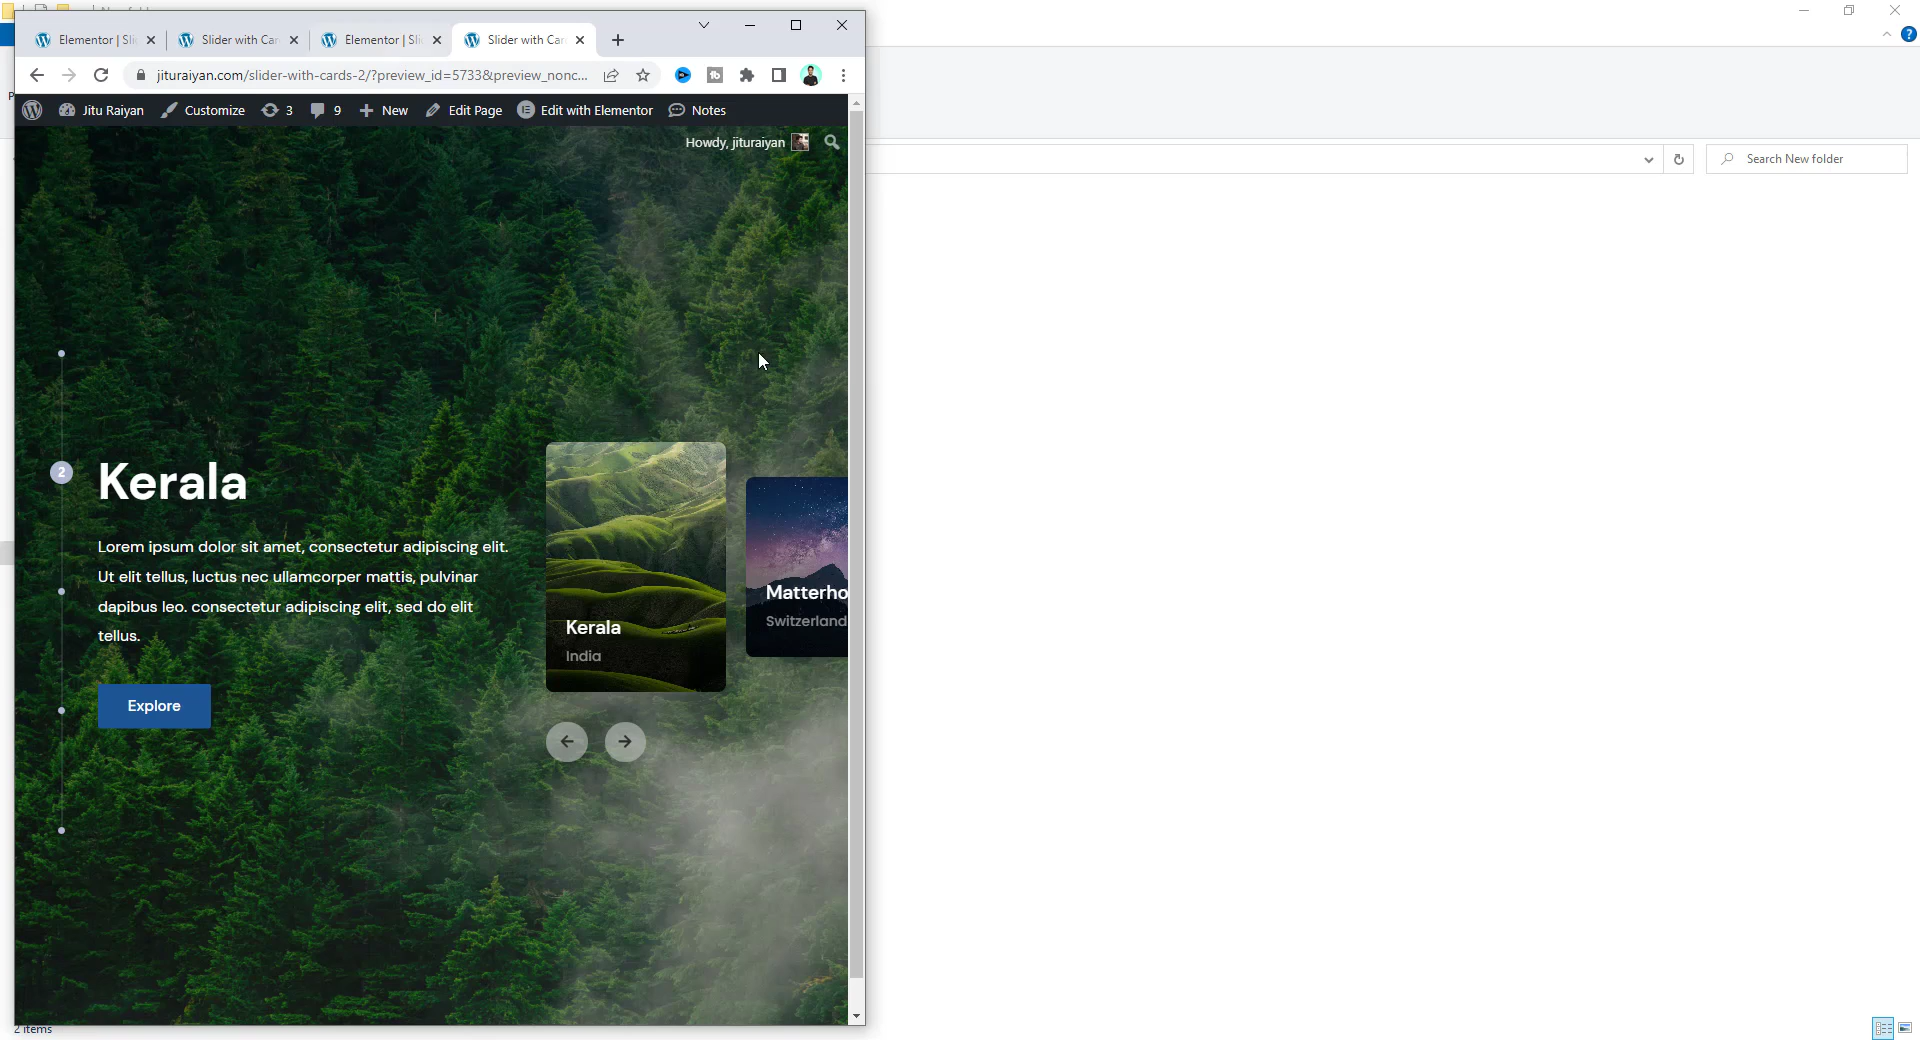 Elementor | Sli
Slider with Car
Elementor | Sli
Slider with Car
jituraiyan.com/slider-with-cards-2/?preview_id=5733&preview_nonc...
Jitu Raiyan
Customize
3
9
New
Edit Page
Edit with Elementor
Notes
Howdy, jituraiyan
Search New folder
2
Kerala
Lorem ipsum dolor sit amet, consectetur adipiscing elit.
Ut elit tellus, luctus nec ullamcorper mattis, pulvinar
dapibus leo. consectetur adipiscing elit, sed do elit
tellus.
Explore
Kerala
India
Matterho
Switzerland
2 items